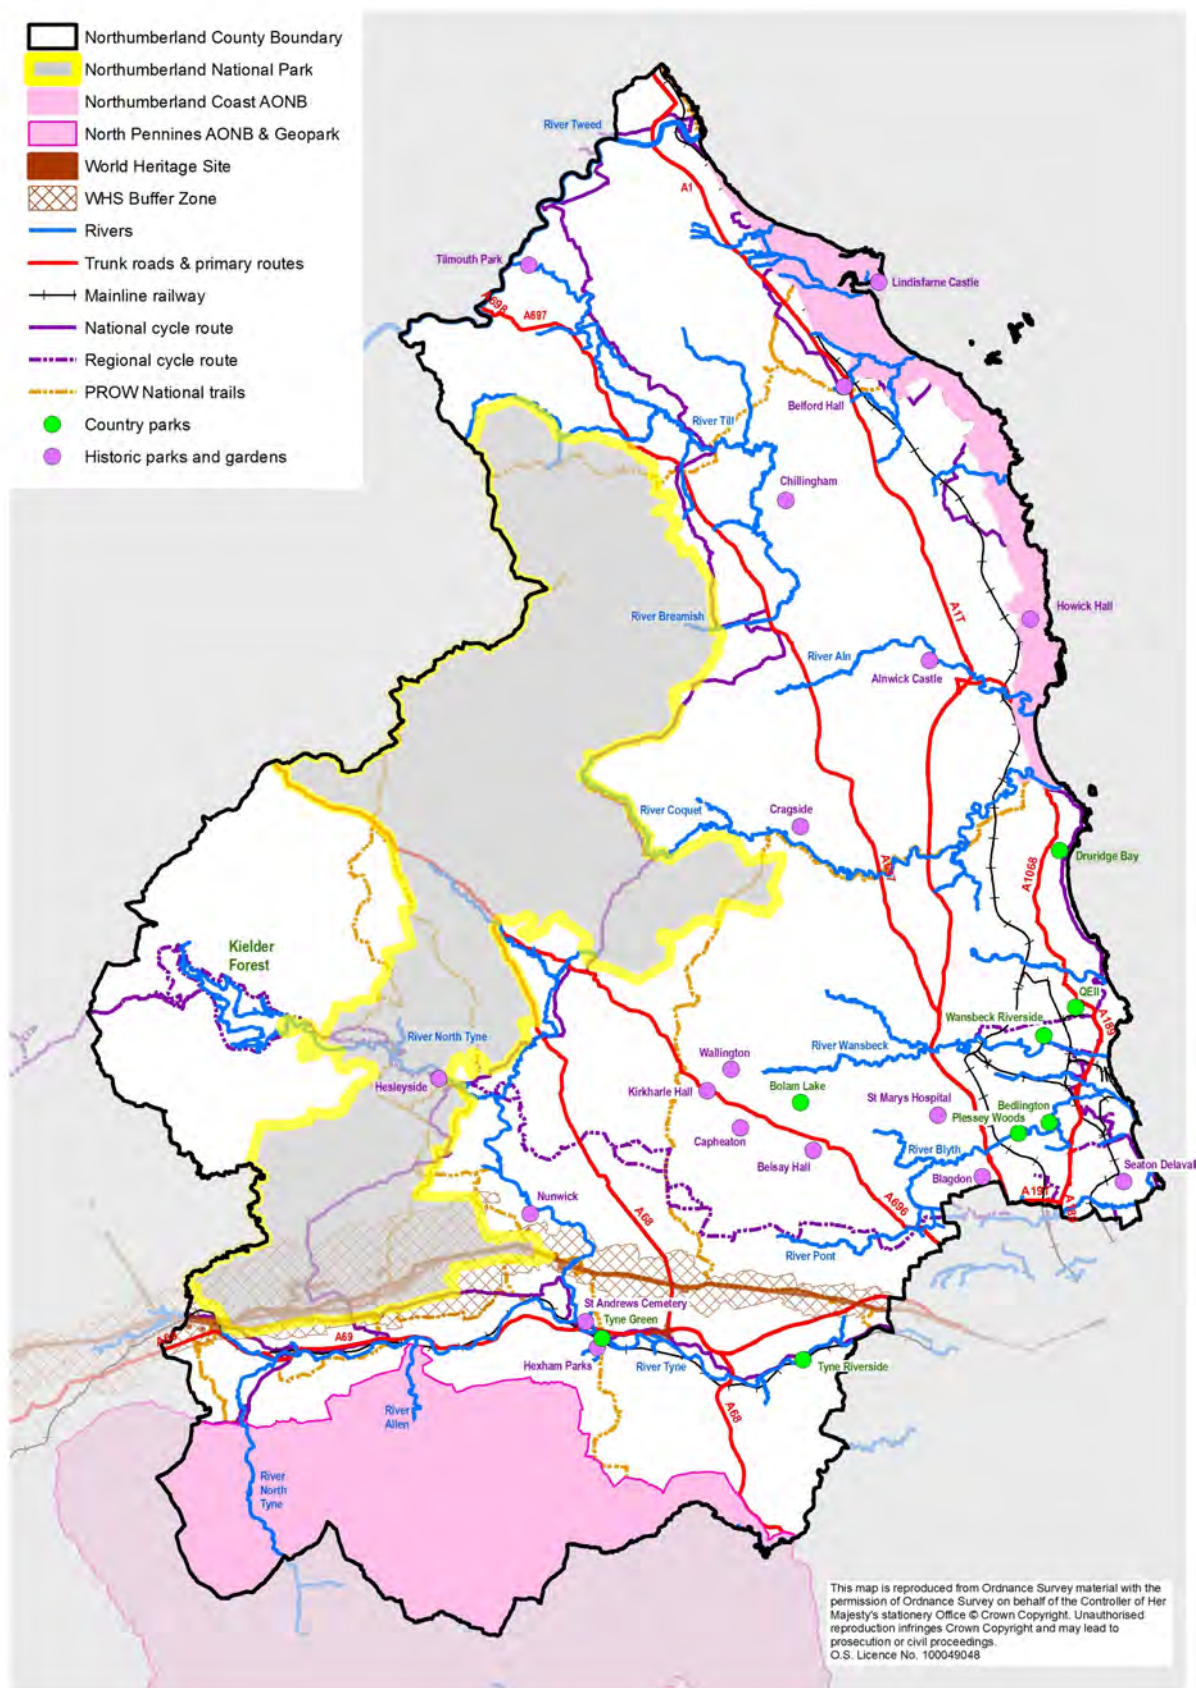 Northumberland County Boundary
Northumberland National Park
Northumberland Coast AONB
North Pennines AONB & Geopark
World Heritage Site
WHS Buffer Zone
Rivers
Trunk roads & primary routes
Mainline railway
National cycle route
Regional cycle route
PROW National trails
Country parks
Historic parks and gardens
River Tweed
A1
Tilmouth Park
Lindisfarne Castle
A698
A697
Belford Hall
River Till
Chillingham
Howick Hall
A1T
River Breamish
River Aln
Alnwick Castle
River Coquet
Cragside
A697
A1068
Druridge Bay
Kielder
Forest
QEII
Wansbeck Riverside
A189
River North Tyne
River Wansbeck
Wallington
Hesleyside
Kirkharle Hall
Bolam Lake
St Marys Hospital
Bedlington
Plessey Woods
Capheaton
Belsay Hall
River Blyth
Seaton Delaval
Blagdon
Nunwick
A68
A696
A19T
A189
River Pont
St Andrews Cemetery
Tyne Green
A69
A69
Hexham Parks
River Tyne
Tyne Riverside
River
Allen
A68
River
North
Tyne
This map is reproduced from Ordnance Survey material with the
permission of Ordnance Survey on behalf of the Controller of Her
Majesty's stationery Office © Crown Copyright. Unauthorised
reproduction infringes Crown Copyright and may lead to
prosecution or civil proceedings.
O.S. Licence No. 100049048